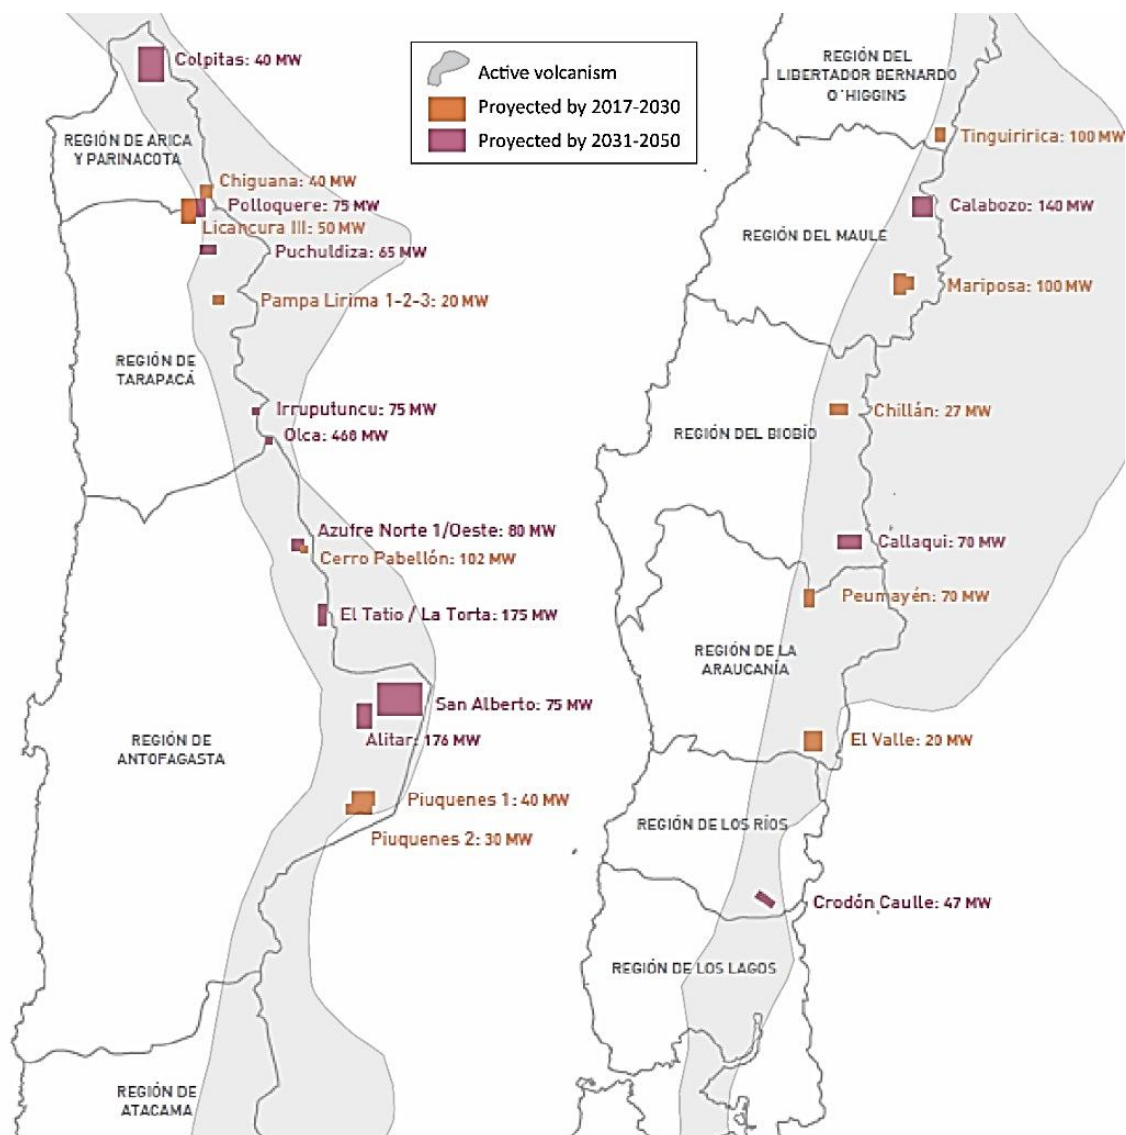 Colpitas: 40 MW
REGIÓN DE ARICA
Y PARINACOTA
Chiguana: 40 MW
Polloquere: 75 MW
Licancura III: 50 MW
Puchuldiza: 65 MW
Pampa Lirima 1-2-3: 20 MW
REGIÓN DE
TARAPACÁ
Irruputuncu: 75 MW
Olca: 468 MW
Azufre Norte 1/Oeste: 80 MW
Cerro Pabellón: 102 MW
El Tatio / La Torta: 175 MW
San Alberto: 75 MW
Alitar: 176 MW
REGIÓN DE
ANTOFAGASTA
Piuquenes 1: 40 MW
Piuquenes 2: 30 MW
REGIÓN DE
ATACAMA
Active volcanism
Proyected by 2017-2030
Proyected by 2031-2050
REGIÓN DEL
LIBERTADOR BERNARDO
O´HIGGINS
Tinguiririca: 100 MW
Calabozo: 140 MW
REGIÓN DEL MAULE
Mariposa: 100 MW
Chillán: 27 MW
REGIÓN DEL BIOBÍO
Callaqui: 70 MW
Peumayén: 70 MW
REGIÓN DE LA
ARAUCANÍA
El Valle: 20 MW
REGIÓN DE LOS RÍOS
Crodón Caulle: 47 MW
REGIÓN DE LOS LAGOS